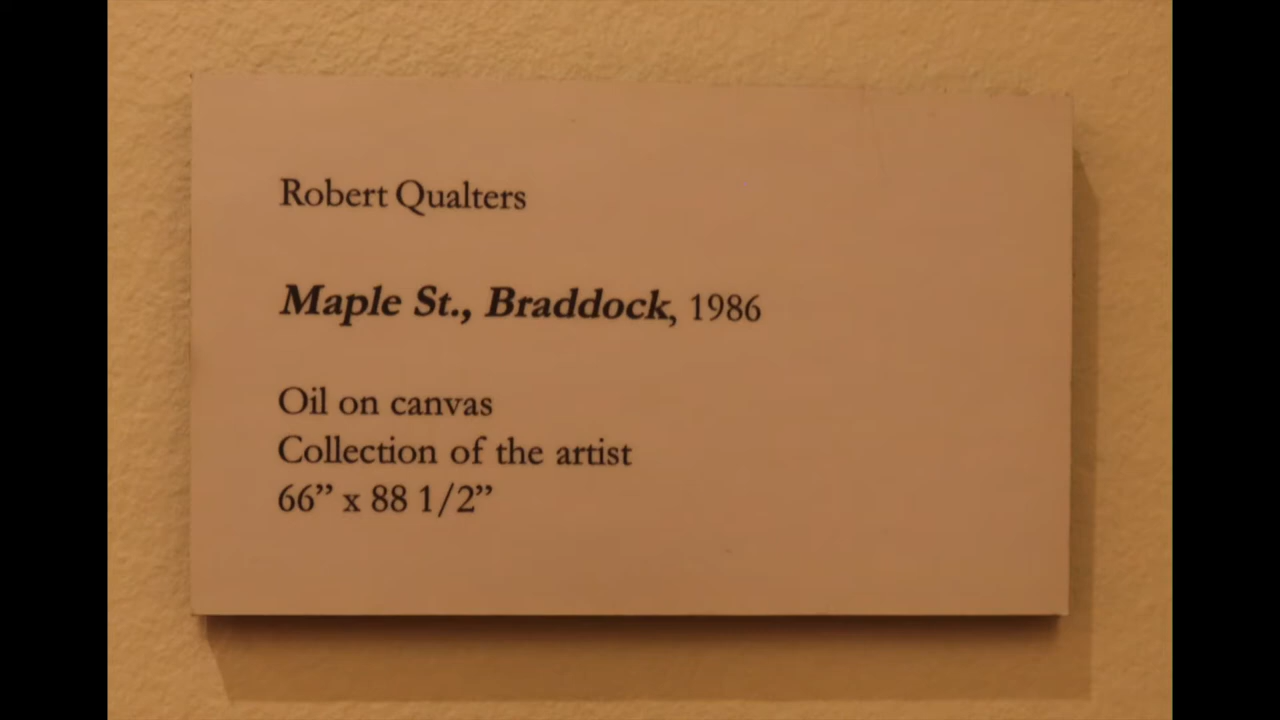 Robert Qualters
Maple St., Braddock, 1986
Oil on canvas
Collection of the artist
66” x 88 1/2”